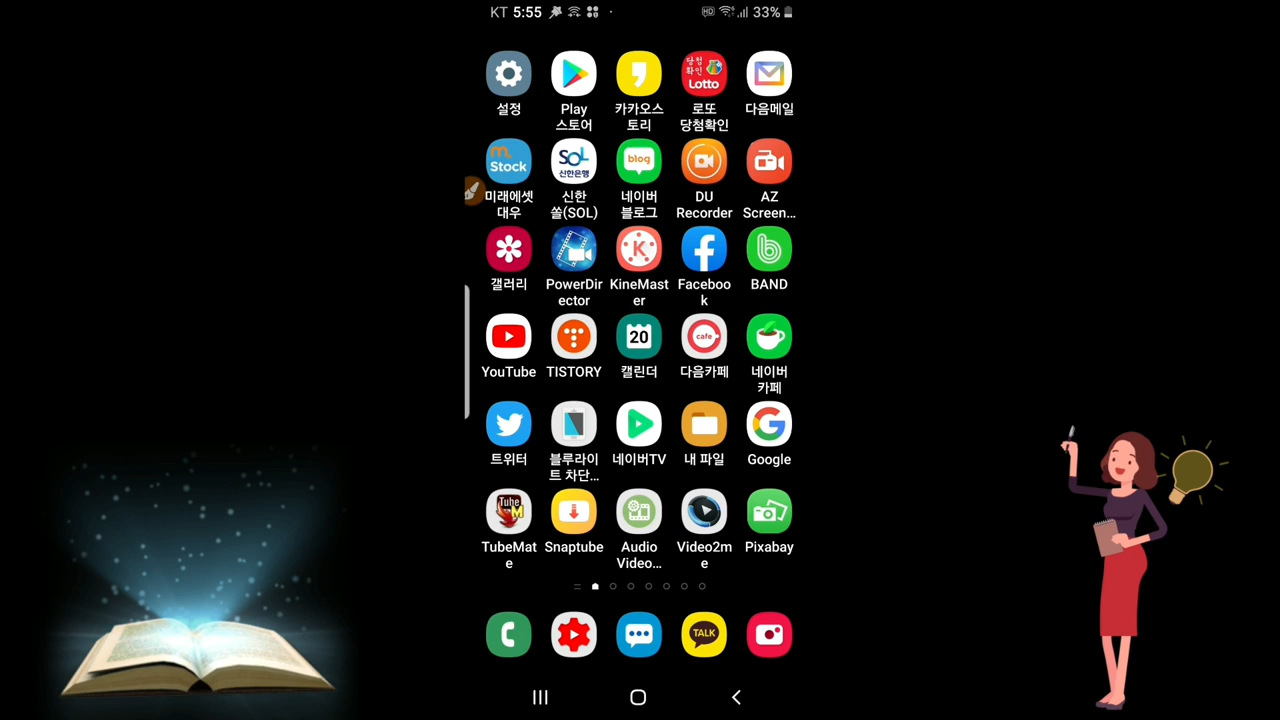 KT 5:55 HD 33%
설정
Play
스토어
카카오스
토리
당첨
확인
Lotto
로또
당첨확인
다음메일
m.
Stock
미래에셋
대우
SOL
신한은행
신한
쏠(SOL)
blog
네이버
블로그
DU
Recorder
AZ
Screen...
갤러리
PowerDir
ector
K
KineMast
er
Faceboo
k
BAND
YouTube
TISTORY
20
캘린더
cafe
다음카페
네이버
카페
트위터
블루라이
트 차단...
네이버TV
내 파일
Google
Tube
M
TubeMat
e
Snaptube
Audio
Video...
Video2m
e
Pixabay
TALK